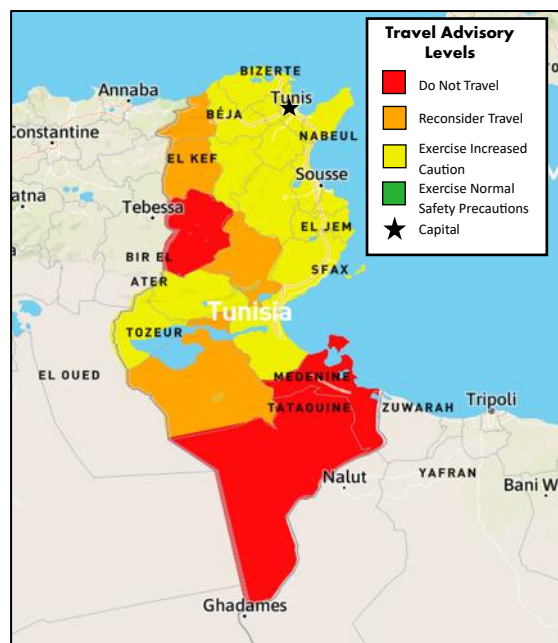 Travel Advisory
Levels
Do Not Travel
Reconsider Travel
Exercise Increased
Caution
Exercise Normal
Safety Precautions
Capital
BIZERTE
Annaba
Tunis
BÉJA
Constantine
NABEUL
EL KEF
Sousse
atna
Tebessa
EL JEM
BIR EL
ATER
SFAX
Tunisia
TOZEUR
EL OUED
MEDENINE
TATAOUINE
ZUWARAH
Tripoli
Nalut
YAFRAN
Bani W
Ghadames